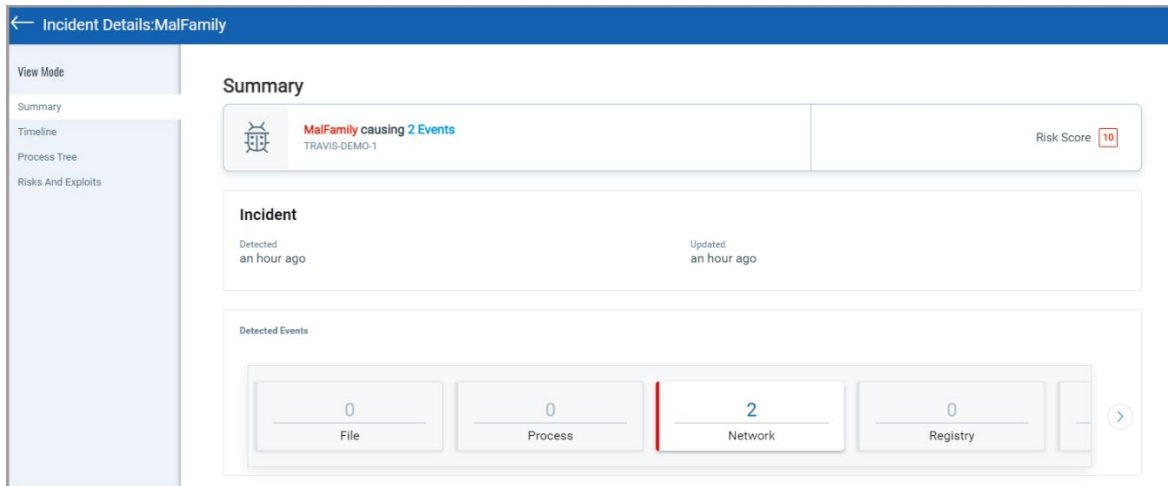 Incident Details:MalFamily
View Mode
Summary
Timeline
Process Tree
Risks And Exploits
Summary
MalFamily causing 2 Events
TRAVIS-DEMO-1
Risk Score 10
Incident
Detected
an hour ago
Updated
an hour ago
Detected Events
0
File
0
Process
2
Network
0
Registry